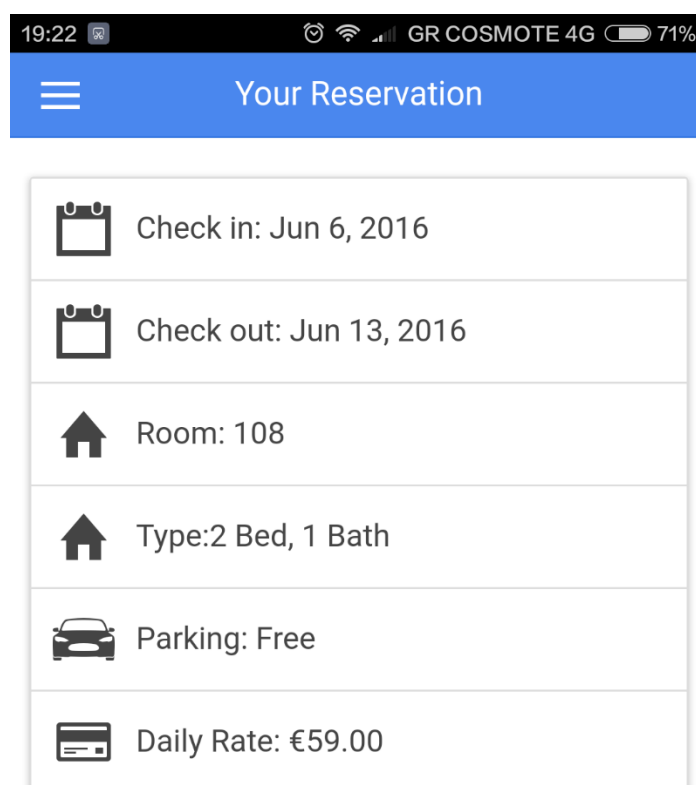 19:22 GR COSMOTE 4G 71%
Your Reservation
Check in: Jun 6, 2016
Check out: Jun 13, 2016
Room: 108
Type:2 Bed, 1 Bath
Parking: Free
Daily Rate: €59.00